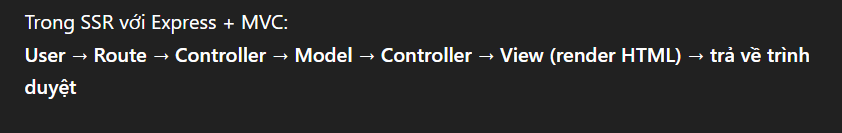 Trong SSR với Express + MVC:
User → Route → Controller → Model → Controller → View (render HTML) → trả về trình
duyệt